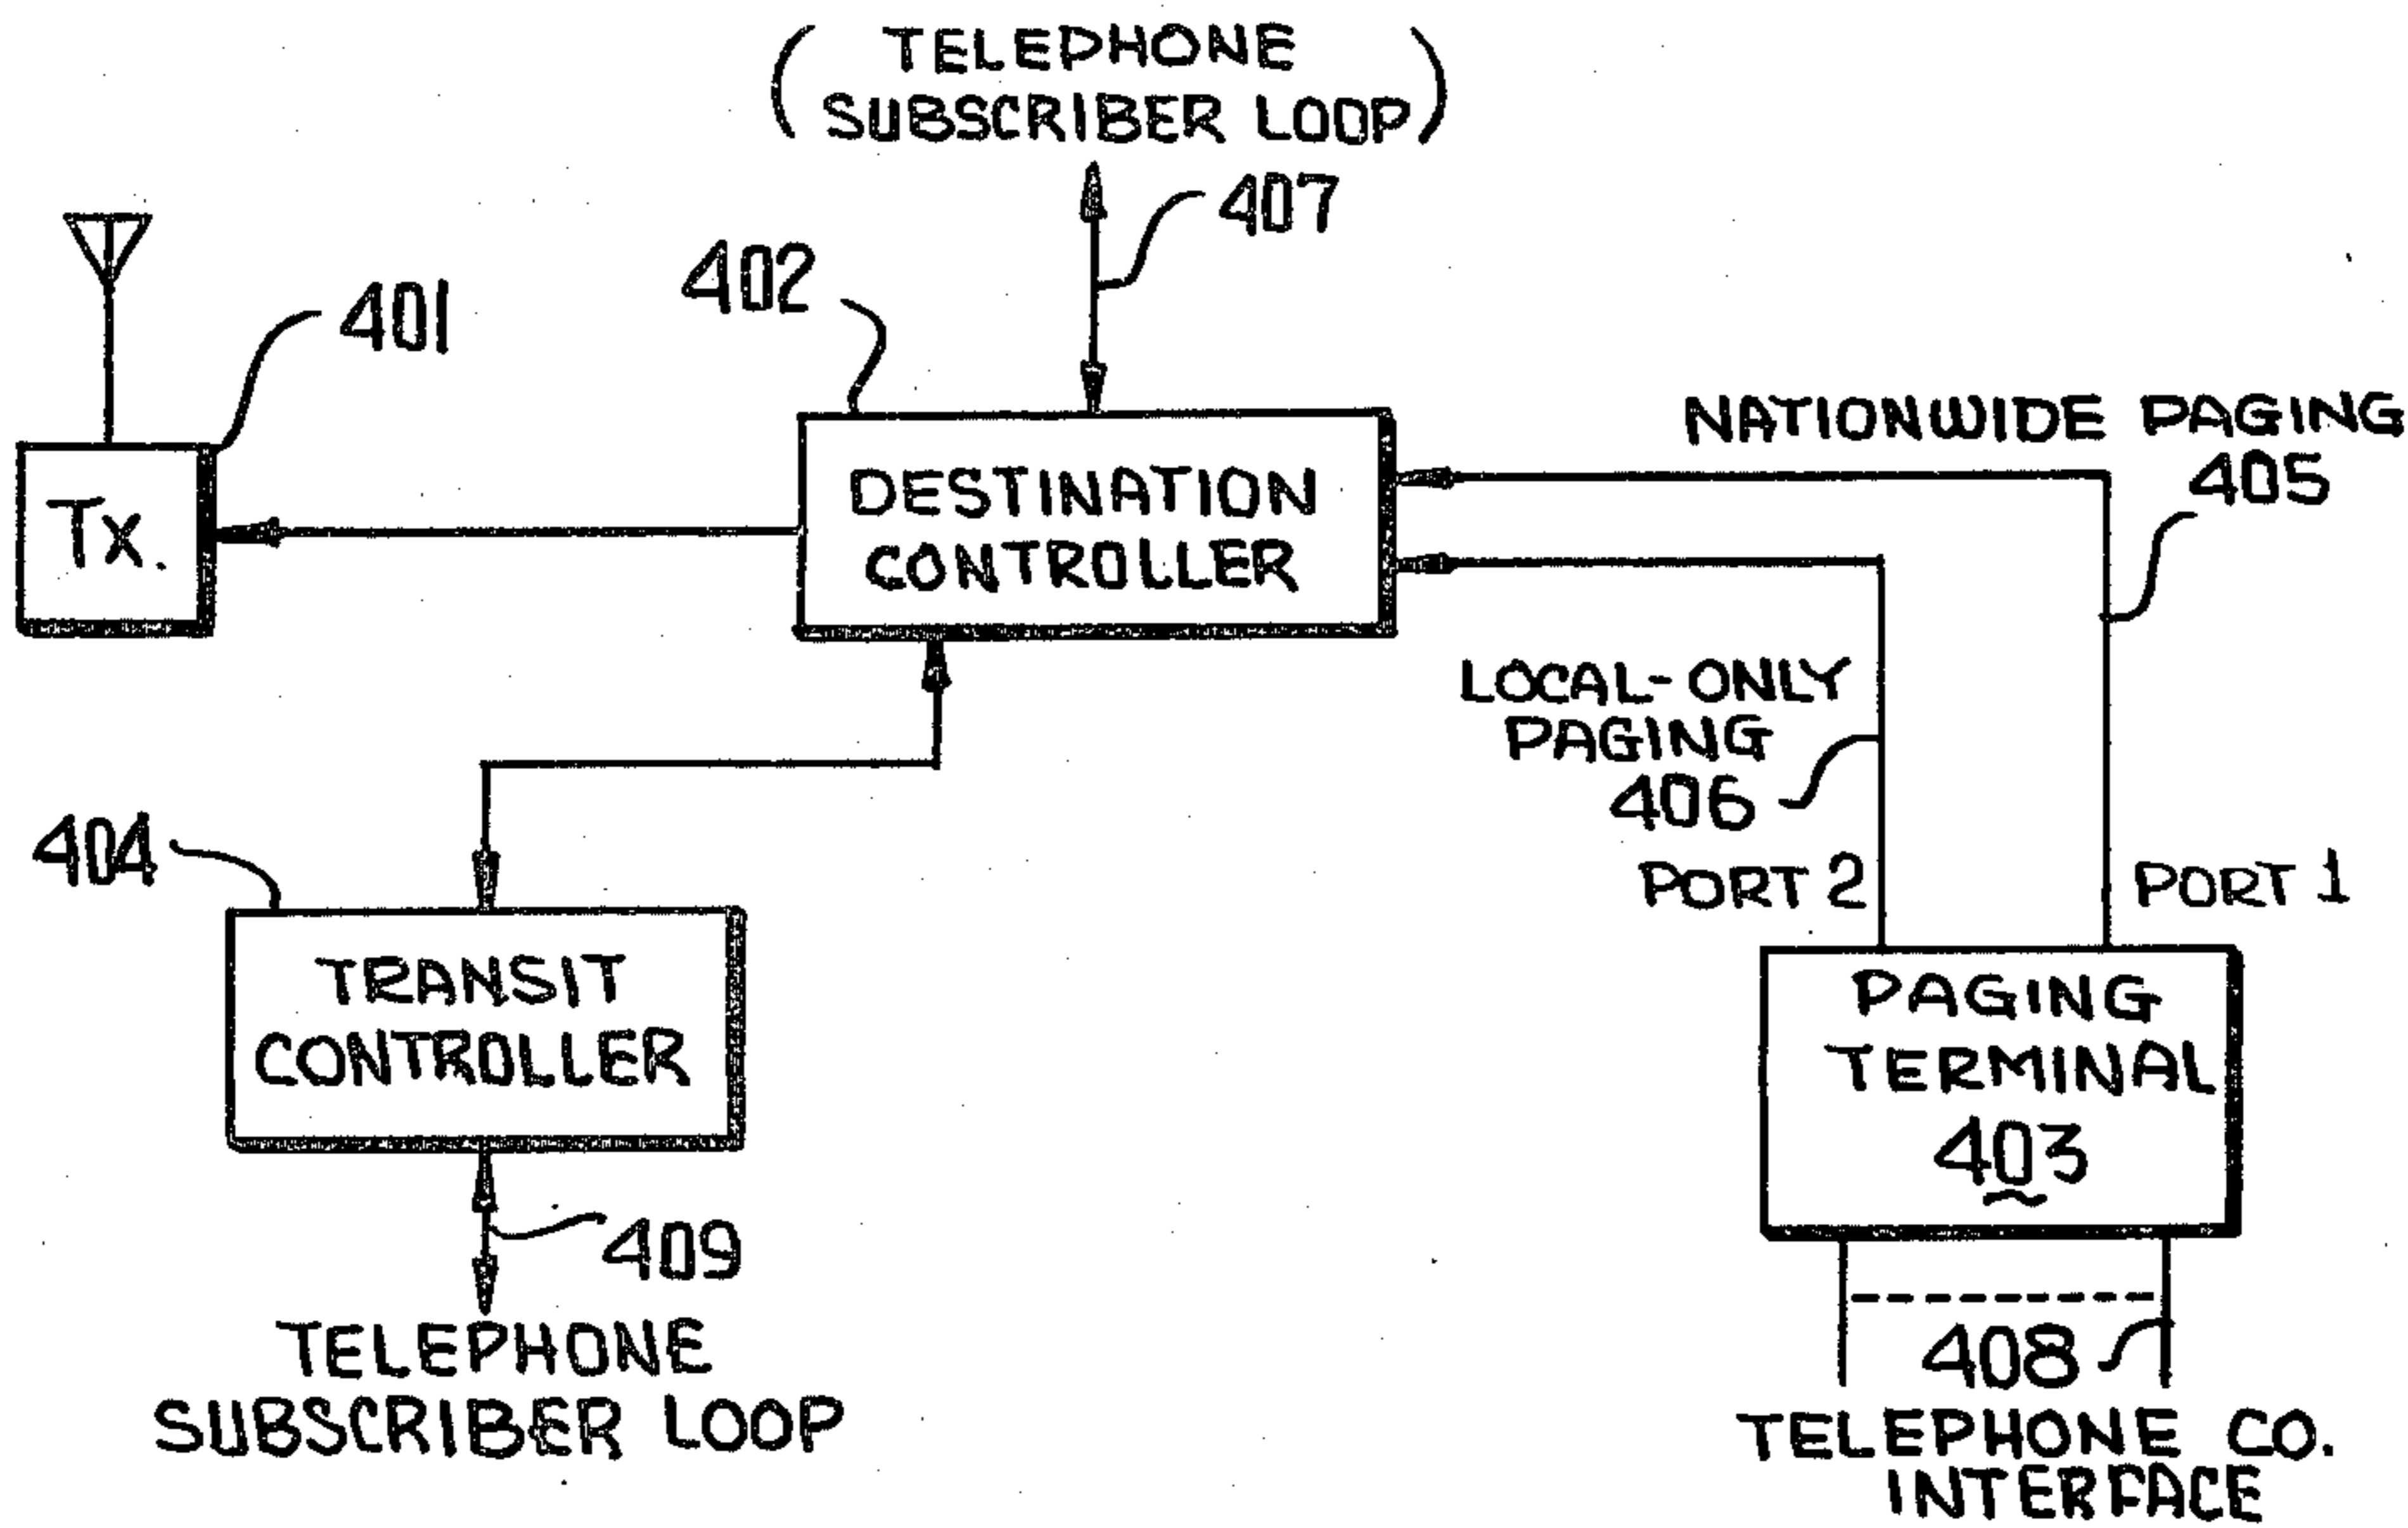 ( TELEPHONE
SUBSCRIBER LOOP )
407
402
401
NATIONWIDE PAGING
405
DESTINATION
CONTROLLER
Tx.
LOCAL-ONLY
PAGING
406
404
PORT 2
PORT 1
TRANSIT
CONTROLLER
PAGING
TERMINAL
403
409
408
TELEPHONE
SUBSCRIBER LOOP
TELEPHONE CO.
INTERFACE